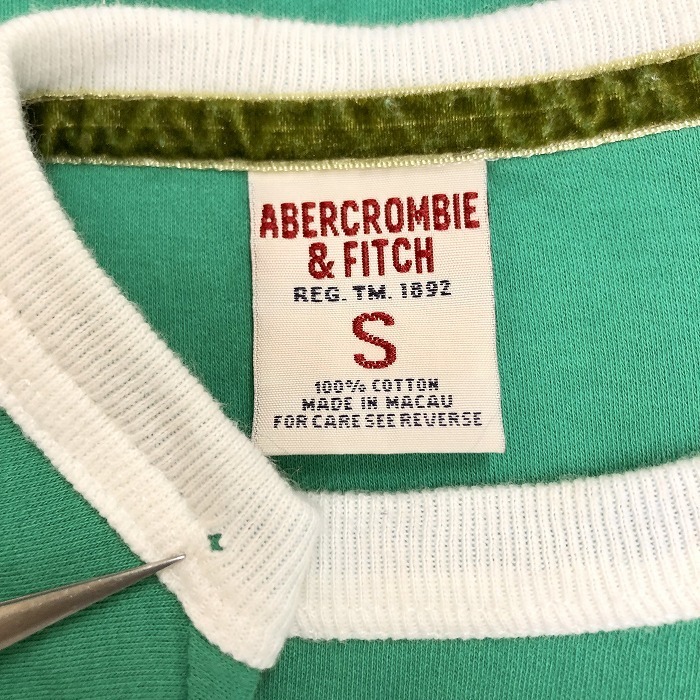 ABERCROMBIE
& FITCH
REG. TM. 1892
S
100% COTTON
MADE IN MACAU
FOR CARE SEE REVERSE